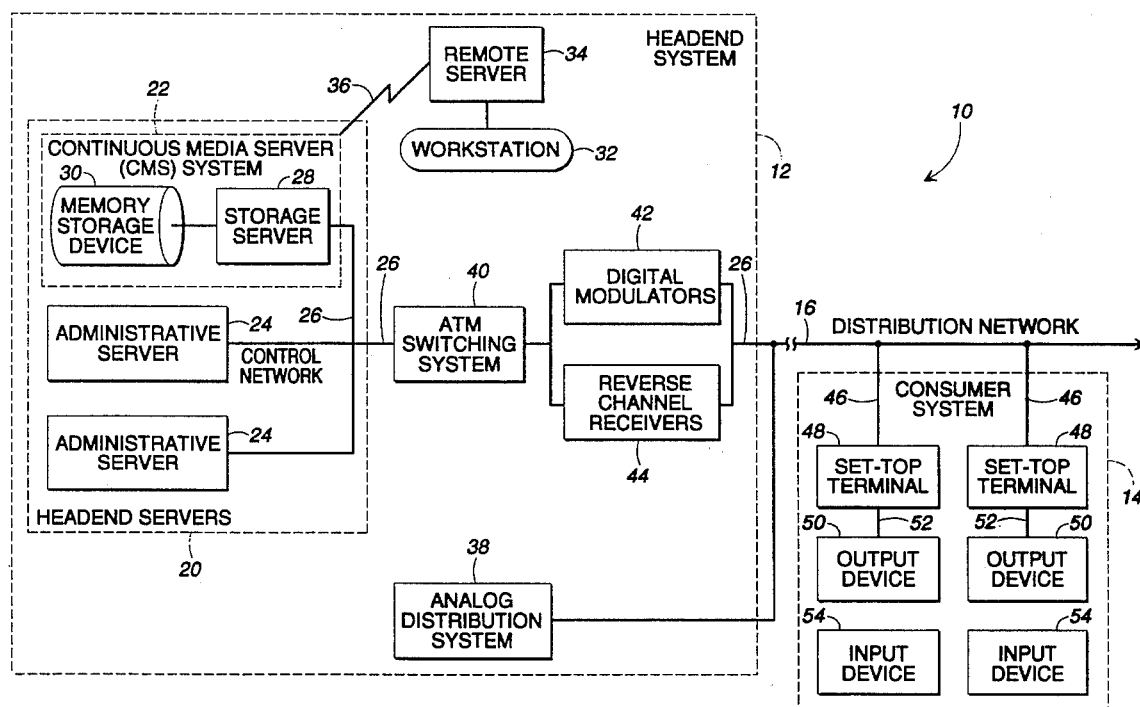 HEADEND
SYSTEM
REMOTE
SERVER
34
36
WORKSTATION
32
22
CONTINUOUS MEDIA SERVER
(CMS) SYSTEM
30
MEMORY
STORAGE
DEVICE
28
STORAGE
SERVER
ADMINISTRATIVE
SERVER
24
26
CONTROL
NETWORK
ADMINISTRATIVE
SERVER
24
HEADEND SERVERS
20
26
40
ATM
SWITCHING
SYSTEM
42
DIGITAL
MODULATORS
REVERSE
CHANNEL
RECEIVERS
44
26
38
ANALOG
DISTRIBUTION
SYSTEM
12
10
16
DISTRIBUTION NETWORK
CONSUMER
SYSTEM
46
46
48
SET-TOP
TERMINAL
48
SET-TOP
TERMINAL
14
50
52
OUTPUT
DEVICE
52
50
OUTPUT
DEVICE
54
INPUT
DEVICE
54
INPUT
DEVICE